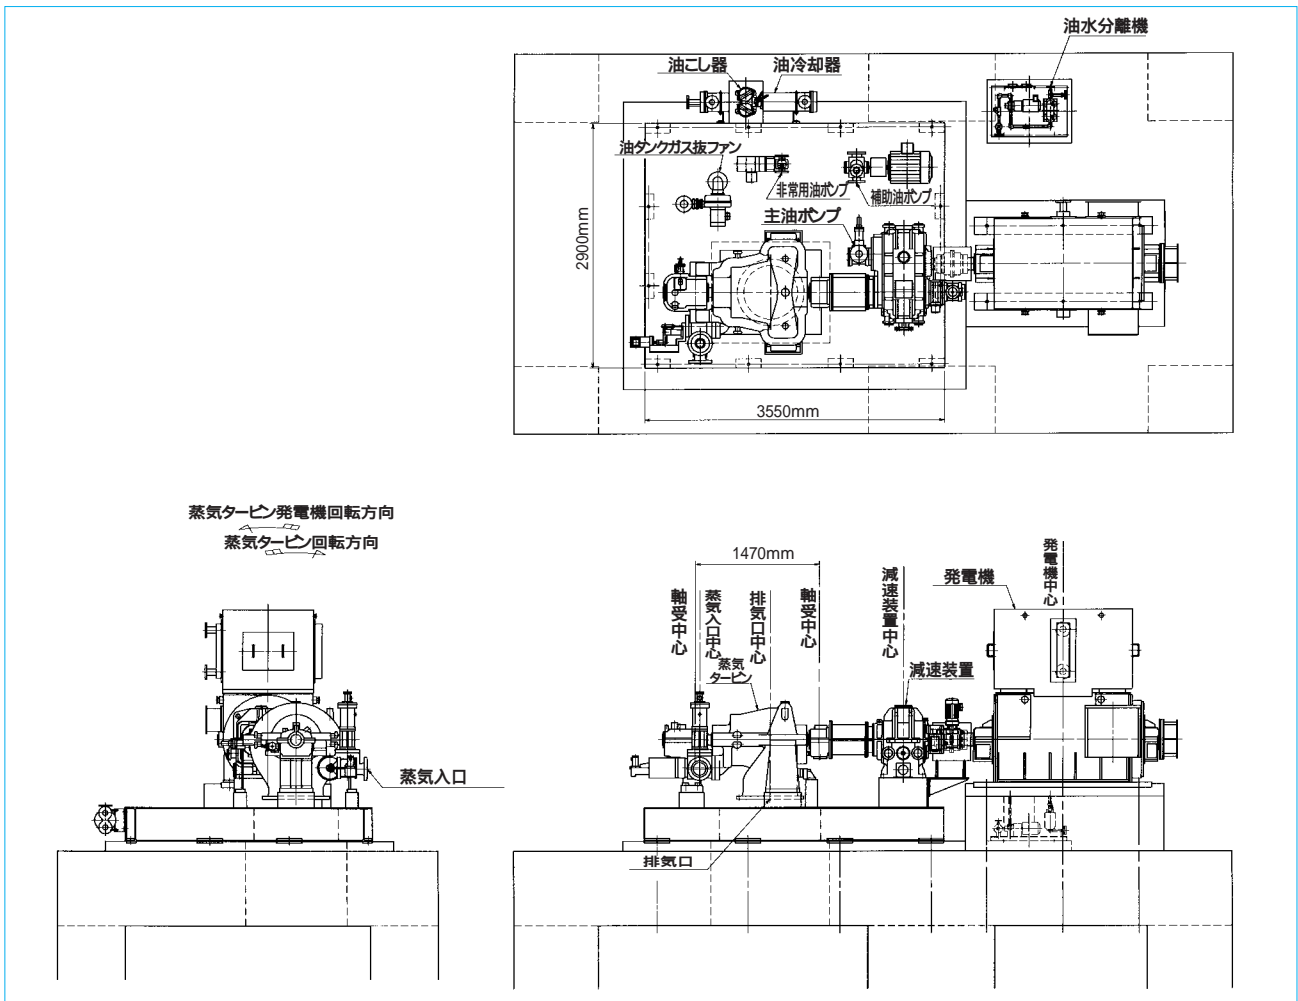 油水分離機
油こし器
油冷却器
油タンクガス抜ファン
非常用油ポンプ
補助油ポンプ
主油ポンプ
2900mm
3550mm
蒸気タービン発電機回転方向
蒸気タービン回転方向
蒸気入口
1470mm
軸受中心
蒸気入口中心
排気口中心
軸受中心
減速装置中心
発電機
発電機中心
蒸気
タービン
減速装置
排気口